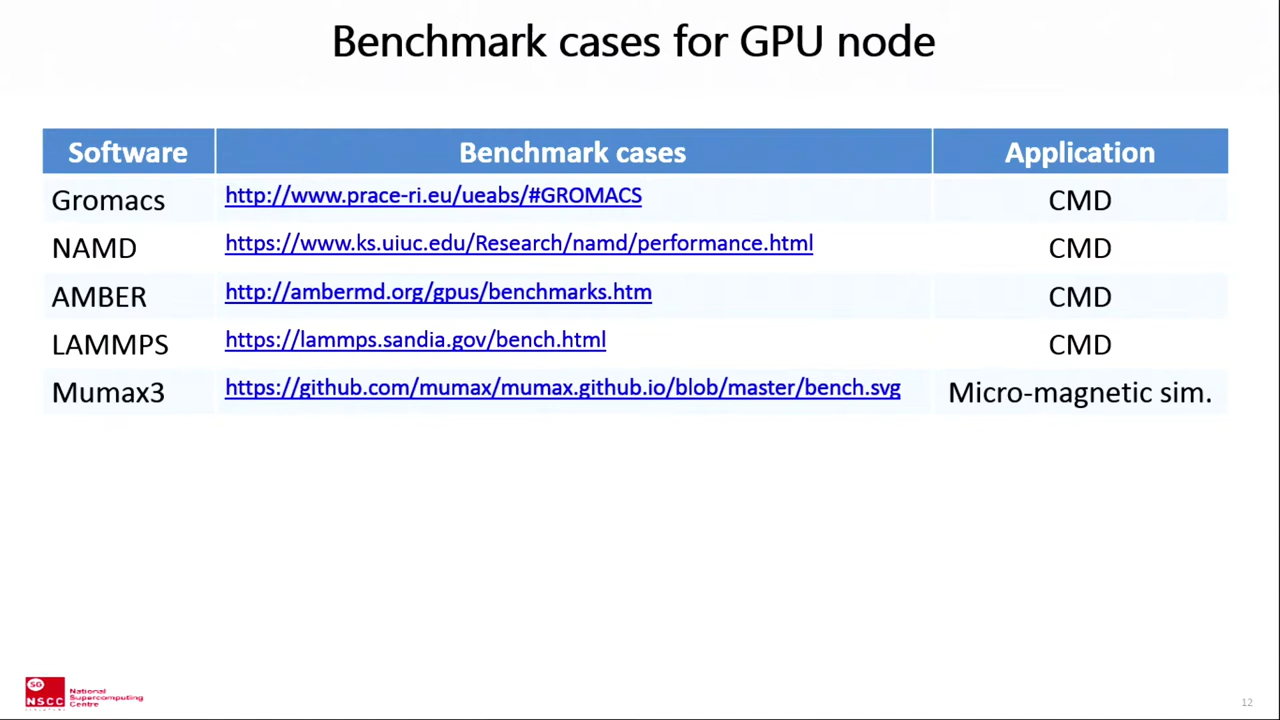 Benchmark cases for GPU node
Software Benchmark cases Application
Gromacs http://www.prace-ri.eu/ueabs/#GROMACS CMD
NAMD https://www.ks.uiuc.edu/Research/namd/performance.html CMD
AMBER http://ambermd.org/gpus/benchmarks.htm CMD
LAMMPS https://lammps.sandia.gov/bench.html CMD
Mumax3 https://github.com/mumax/mumax.github.io/blob/master/bench.svg Micro-magnetic sim.
SG
NSCC
National
Supercomputing
Centre
12